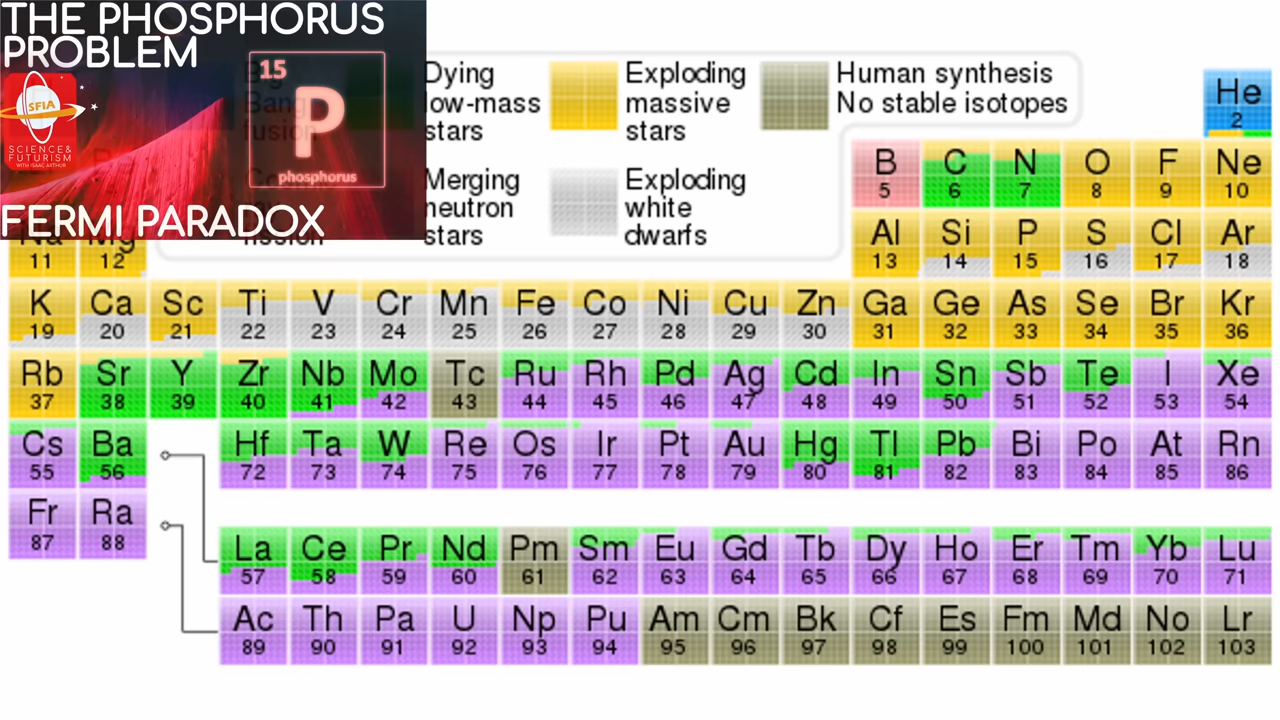 THE PHOSPHORUS
PROBLEM
15
P
phosphorus
SFIA
SCIENCE &
FUTURISM
WITH ISAAC ARTHUR
FERMI PARADOX
Big
Bang
fusion
Dying
low-mass
stars
Exploding
massive
stars
Human synthesis
No stable isotopes
fission
Merging
neutron
stars
Exploding
white
dwarfs
He
2
B C N O F Ne
5 6 7 8 9 10
Na Mg Al Si P S Cl Ar
11 12 13 14 15 16 17 18
K Ca Sc Ti V Cr Mn Fe Co Ni Cu Zn Ga Ge As Se Br Kr
19 20 21 22 23 24 25 26 27 28 29 30 31 32 33 34 35 36
Rb Sr Y Zr Nb Mo Tc Ru Rh Pd Ag Cd In Sn Sb Te I Xe
37 38 39 40 41 42 43 44 45 46 47 48 49 50 51 52 53 54
Cs Ba Hf Ta W Re Os Ir Pt Au Hg Tl Pb Bi Po At Rn
55 56 72 73 74 75 76 77 78 79 80 81 82 83 84 85 86
Fr Ra
87 88
La Ce Pr Nd Pm Sm Eu Gd Tb Dy Ho Er Tm Yb Lu
57 58 59 60 61 62 63 64 65 66 67 68 69 70 71
Ac Th Pa U Np Pu Am Cm Bk Cf Es Fm Md No Lr
89 90 91 92 93 94 95 96 97 98 99 100 101 102 103